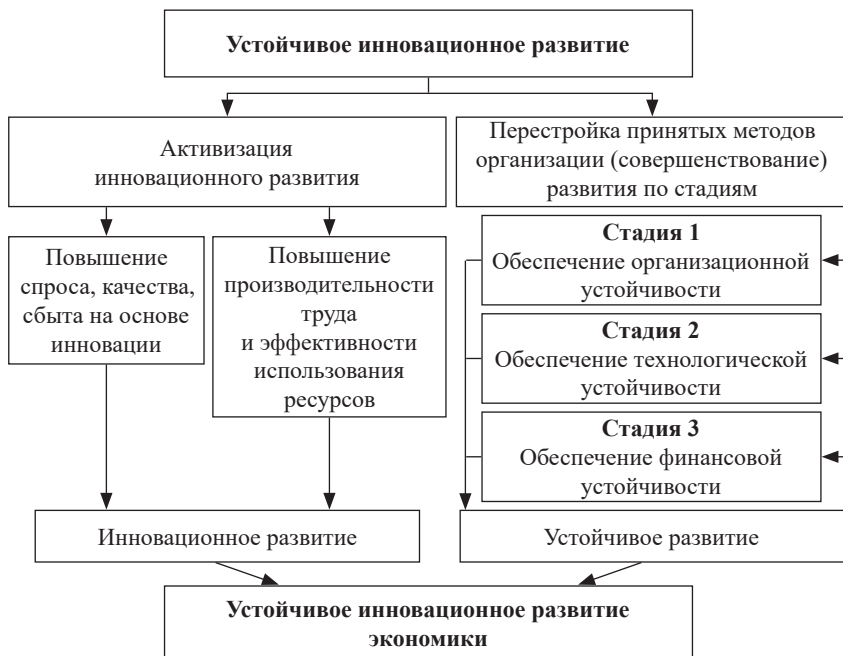 Устойчивое инновационное развитие
Активизация
инновационного развития
Перестройка принятых методов
организации (совершенствование)
развития по стадиям
Повышение
спроса, качества,
сбыта на основе
инновации
Повышение
производительности
труда
и эффективности
использования
ресурсов
Стадия 1
Обеспечение организационной
устойчивости
Стадия 2
Обеспечение технологической
устойчивости
Стадия 3
Обеспечение финансовой
устойчивости
Инновационное развитие
Устойчивое развитие
Устойчивое инновационное развитие
экономики